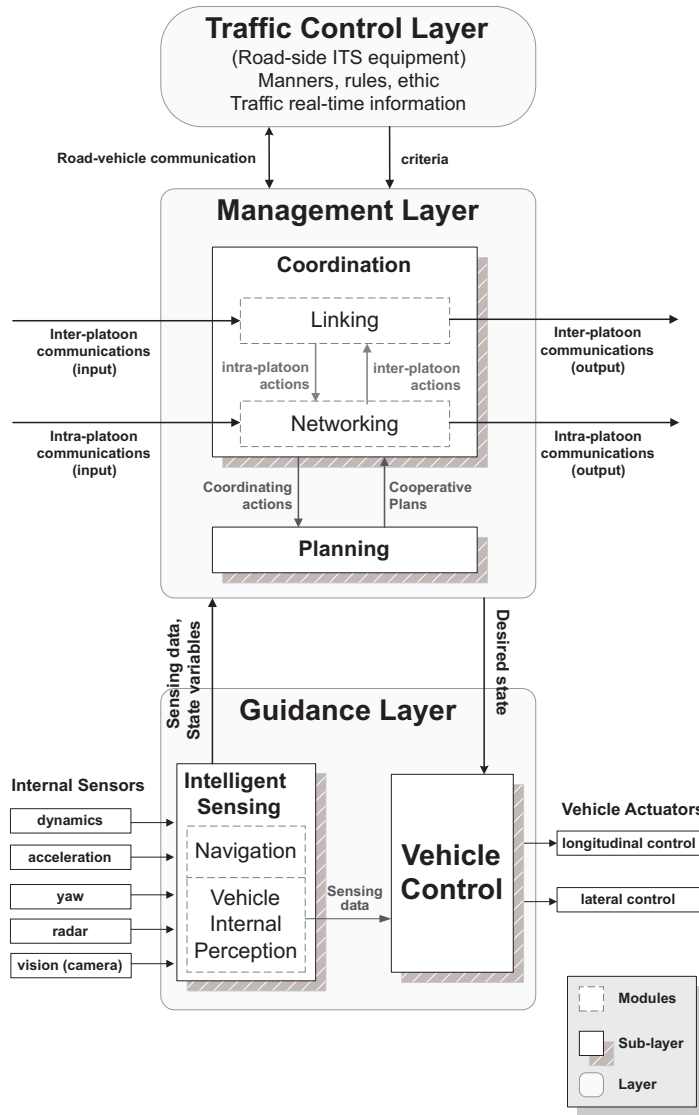 Traffic Control Layer
(Road-side ITS equipment)
Manners, rules, ethic
Traffic real-time information
Road-vehicle communication
criteria
Management Layer
Coordination
Linking
Inter-platoon
communications
(input)
Inter-platoon
communications
(output)
intra-platoon
actions
inter-platoon
actions
Networking
Intra-platoon
communications
(input)
Intra-platoon
communications
(output)
Coordinating
actions
Cooperative
Plans
Planning
Sensing data,
State variables
Desired state
Guidance Layer
Internal Sensors
dynamics
acceleration
yaw
radar
vision (camera)
Intelligent
Sensing
Navigation
Vehicle
Internal
Perception
Sensing
data
Vehicle
Control
Vehicle Actuators
longitudinal control
lateral control
Modules
Sub-layer
Layer